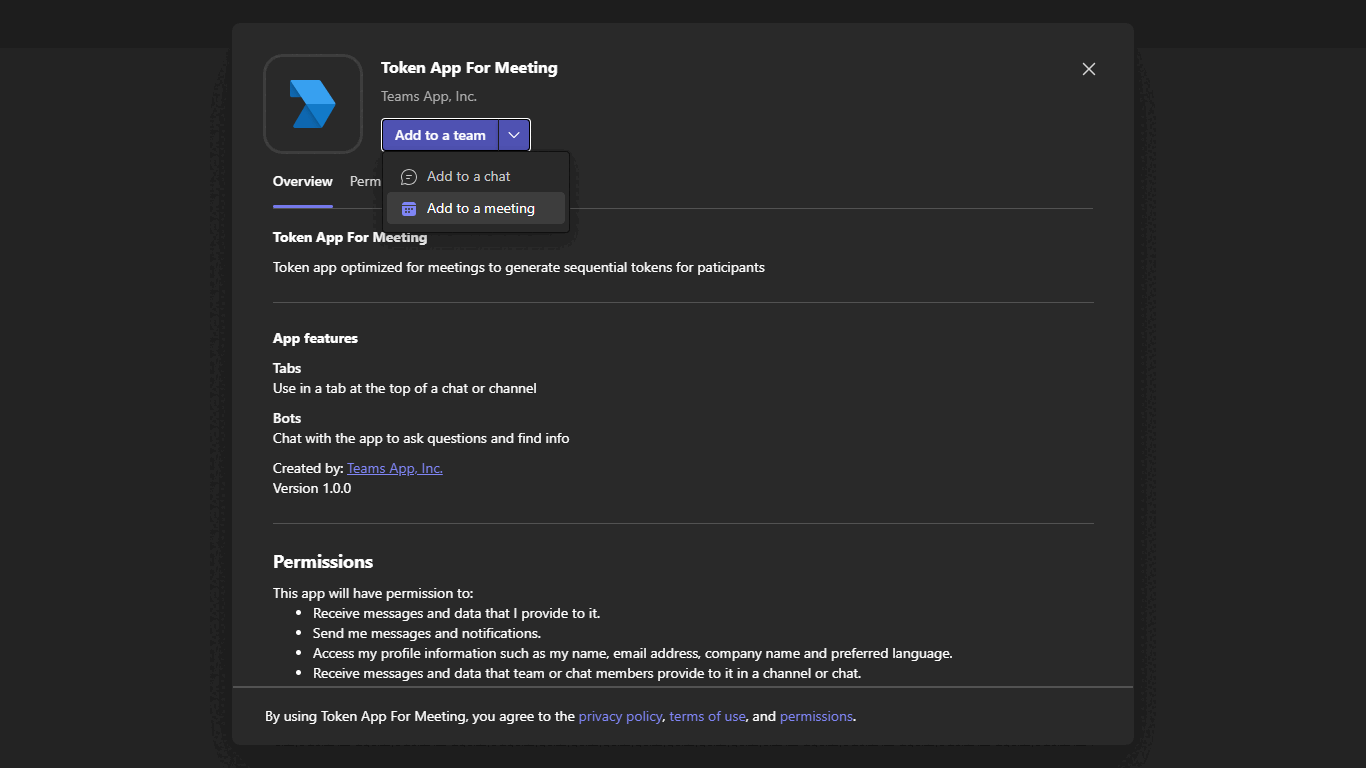 Token App For Meeting
Teams App, Inc.
Add to a team
Add to a chat
Add to a meeting
Overview Perm
Token App For Meeting
Token app optimized for meetings to generate sequential tokens for paticipants
App features
Tabs
Use in a tab at the top of a chat or channel
Bots
Chat with the app to ask questions and find info
Created by: Teams App, Inc.
Version 1.0.0
Permissions
This app will have permission to:
• Receive messages and data that I provide to it.
• Send me messages and notifications.
• Access my profile information such as my name, email address, company name and preferred language.
• Receive messages and data that team or chat members provide to it in a channel or chat.
By using Token App For Meeting, you agree to the privacy policy, terms of use, and permissions.